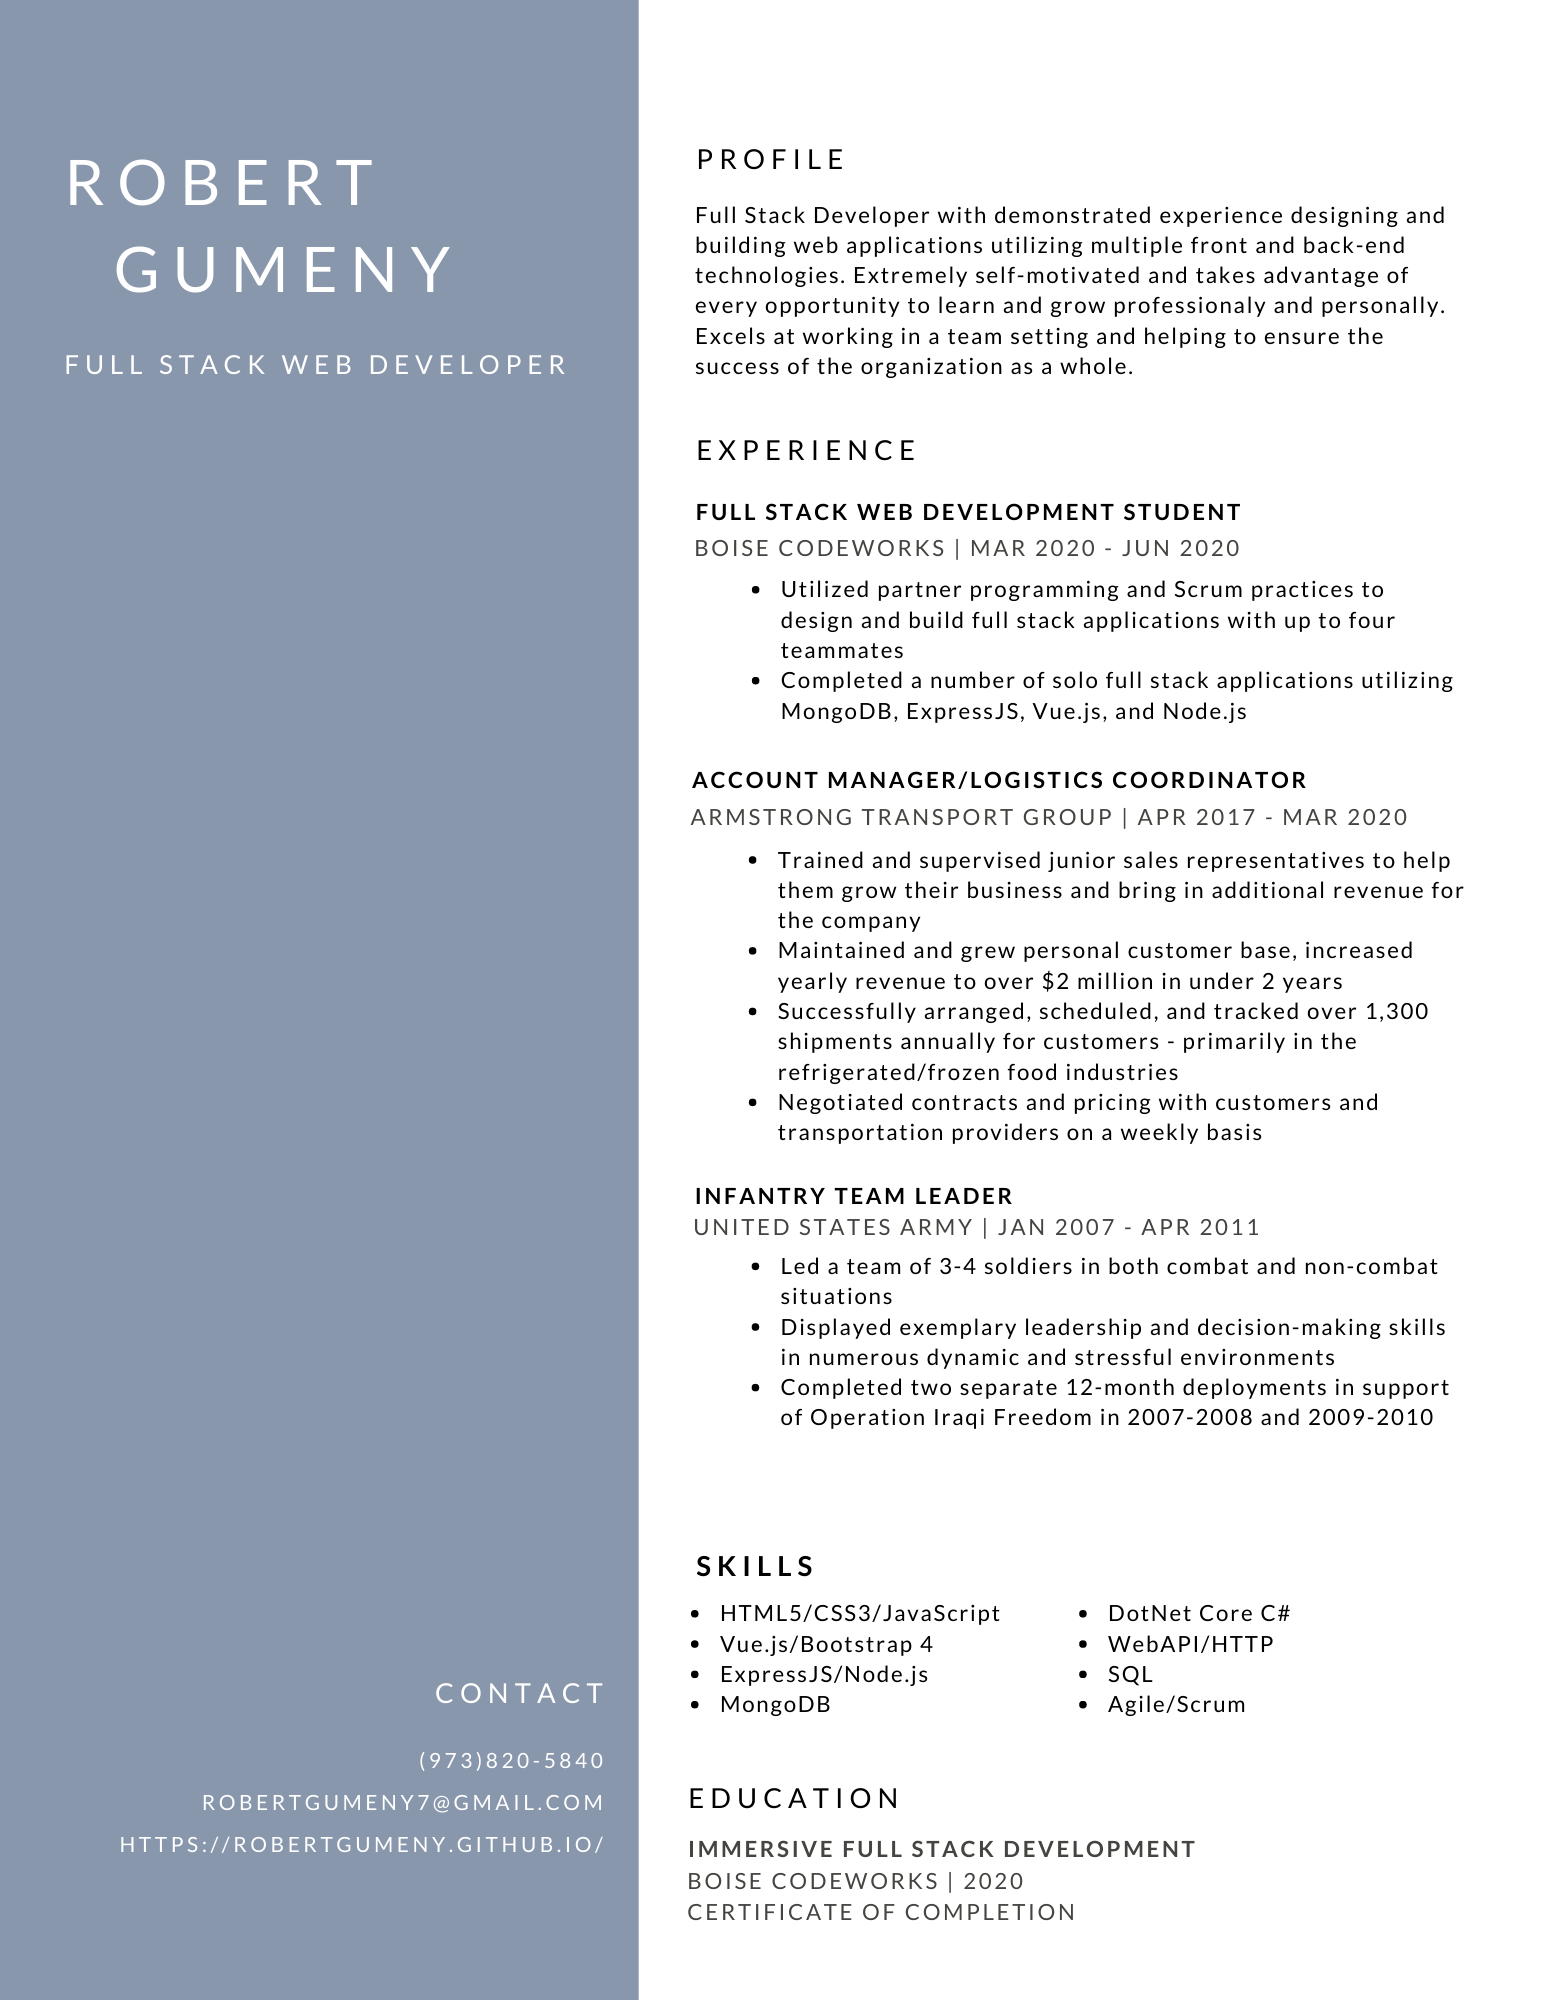 ROBERT
GUMENY
FULL STACK WEB DEVELOPER
CONTACT
(973)820-5840
ROBERTGUMENY7@GMAIL.COM
HTTPS://ROBERTGUMENY.GITHUB.IO/
PROFILE
Full Stack Developer with demonstrated experience designing and
building web applications utilizing multiple front and back-end
technologies. Extremely self-motivated and takes advantage of
every opportunity to learn and grow professionaly and personally.
Excels at working in a team setting and helping to ensure the
success of the organization as a whole.
EXPERIENCE
FULL STACK WEB DEVELOPMENT STUDENT
BOISE CODEWORKS | MAR 2020 - JUN 2020
• Utilized partner programming and Scrum practices to
design and build full stack applications with up to four
teammates
• Completed a number of solo full stack applications utilizing
MongoDB, ExpressJS, Vue.js, and Node.js
ACCOUNT MANAGER/LOGISTICS COORDINATOR
ARMSTRONG TRANSPORT GROUP | APR 2017 - MAR 2020
• Trained and supervised junior sales representatives to help
them grow their business and bring in additional revenue for
the company
• Maintained and grew personal customer base, increased
yearly revenue to over $2 million in under 2 years
• Successfully arranged, scheduled, and tracked over 1,300
shipments annually for customers - primarily in the
refrigerated/frozen food industries
• Negotiated contracts and pricing with customers and
transportation providers on a weekly basis
INFANTRY TEAM LEADER
UNITED STATES ARMY | JAN 2007 - APR 2011
• Led a team of 3-4 soldiers in both combat and non-combat
situations
• Displayed exemplary leadership and decision-making skills
in numerous dynamic and stressful environments
• Completed two separate 12-month deployments in support
of Operation Iraqi Freedom in 2007-2008 and 2009-2010
SKILLS
• HTML5/CSS3/JavaScript
• Vue.js/Bootstrap 4
• ExpressJS/Node.js
• MongoDB
• DotNet Core C#
• WebAPI/HTTP
• SQL
• Agile/Scrum
EDUCATION
IMMERSIVE FULL STACK DEVELOPMENT
BOISE CODEWORKS | 2020
CERTIFICATE OF COMPLETION